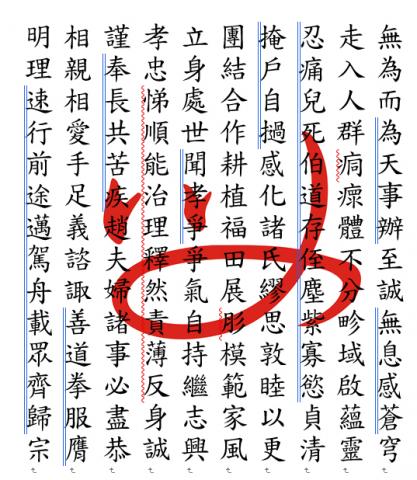 無為而為天事辦至誠無息感蒼穹
走入人群痌瘝體不分畛域啟蘊靈
忍痛兒死伯道存侄塵紫寡慾貞清
掩戶自撾感化諸氏繆思敦睦以更
團結合作耕植福田展彤模範家風
立身處世聞孝爭爭氣自持繼志興
孝忠悌順能治理釋然責薄反身誠
謹奉長共苦疾趙夫婦諸事必盡恭
相親相愛手足義諮諏善道拳服膺
明理速行前途邁駕舟載眾齊歸宗